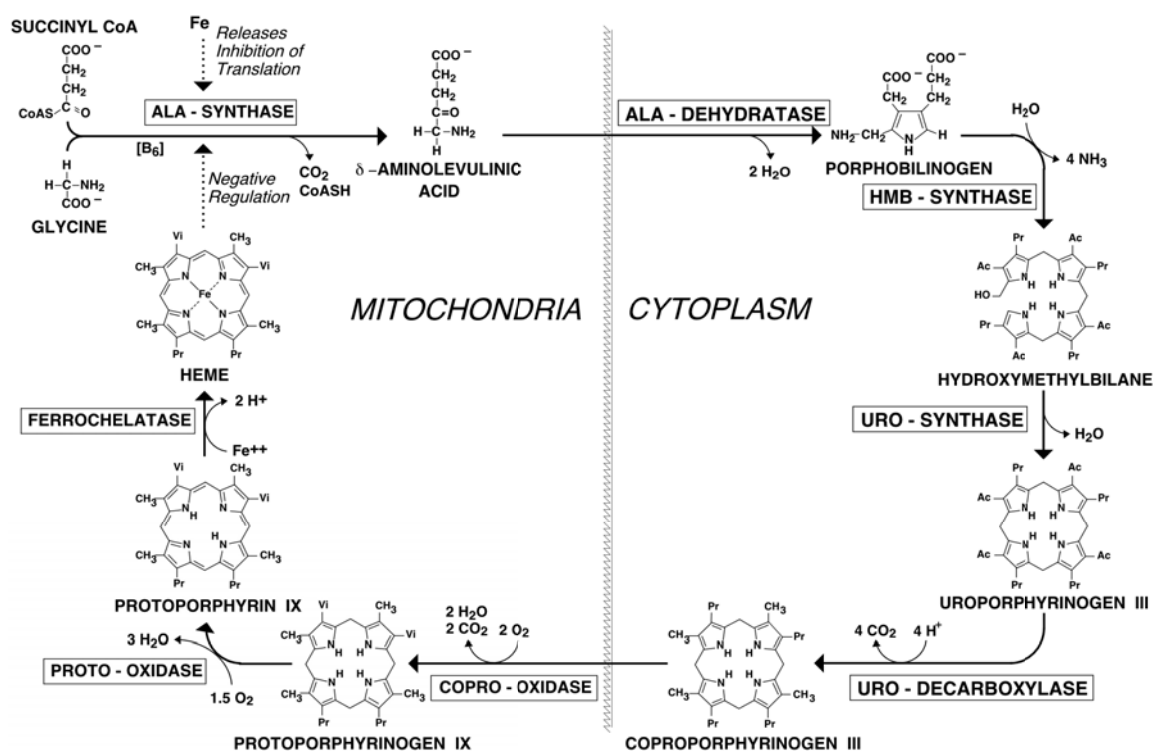 SUCCINYL CoA
COO⁻
CH₂
CH₂
CoAS C=O
Fe
Releases
Inhibition of
Translation
ALA - SYNTHASE
[B₆]
CO₂
CoASH
H-C-NH₂
H
COO⁻
GLYCINE
Negative
Regulation
COO⁻
CH₂
CH₂
C=O
H-C-NH₂
H
δ-AMINOLEVULINIC
ACID
ALA - DEHYDRATASE
2 H₂O
COO⁻
COO⁻
CH₂
CH₂
CH₂
NH₂-CH₂
N
H
H
PORPHOBILINOGEN
H₂O
4 NH₃
HMB - SYNTHASE
Pr
Ac
Ac
Pr
HO
N
H
H
N
N
H
H
N
Pr
Ac
Ac
Pr
HYDROXYMETHYLBILANE
URO - SYNTHASE
H₂O
Pr
Ac
Ac
Pr
N
H
H
N
N
H
H
N
Ac
Ac
Pr
Pr
UROPORPHYRINOGEN III
4 CO₂
4 H⁺
URO - DECARBOXYLASE
Pr
CH₃
CH₃
Pr
N
H
H
N
N
H
H
N
CH₃
CH₃
Pr
Pr
COPROPORPHYRINOGEN III
2 H₂O
2 CO₂
2 O₂
COPRO - OXIDASE
Vi
CH₃
CH₃
Vi
N
H
H
N
N
H
H
N
CH₃
CH₃
Pr
Pr
PROTOPORPHYRINOGEN IX
3 H₂O
PROTO - OXIDASE
1.5 O₂
Vi
CH₃
CH₃
Vi
N
H
N
N
H
N
CH₃
CH₃
Pr
Pr
PROTOPORPHYRIN IX
FERROCHELATASE
2 H+
Fe++
Vi
CH₃
CH₃
Vi
N
N
Fe
N
N
CH₃
CH₃
Pr
Pr
HEME
MITOCHONDRIA
CYTOPLASM